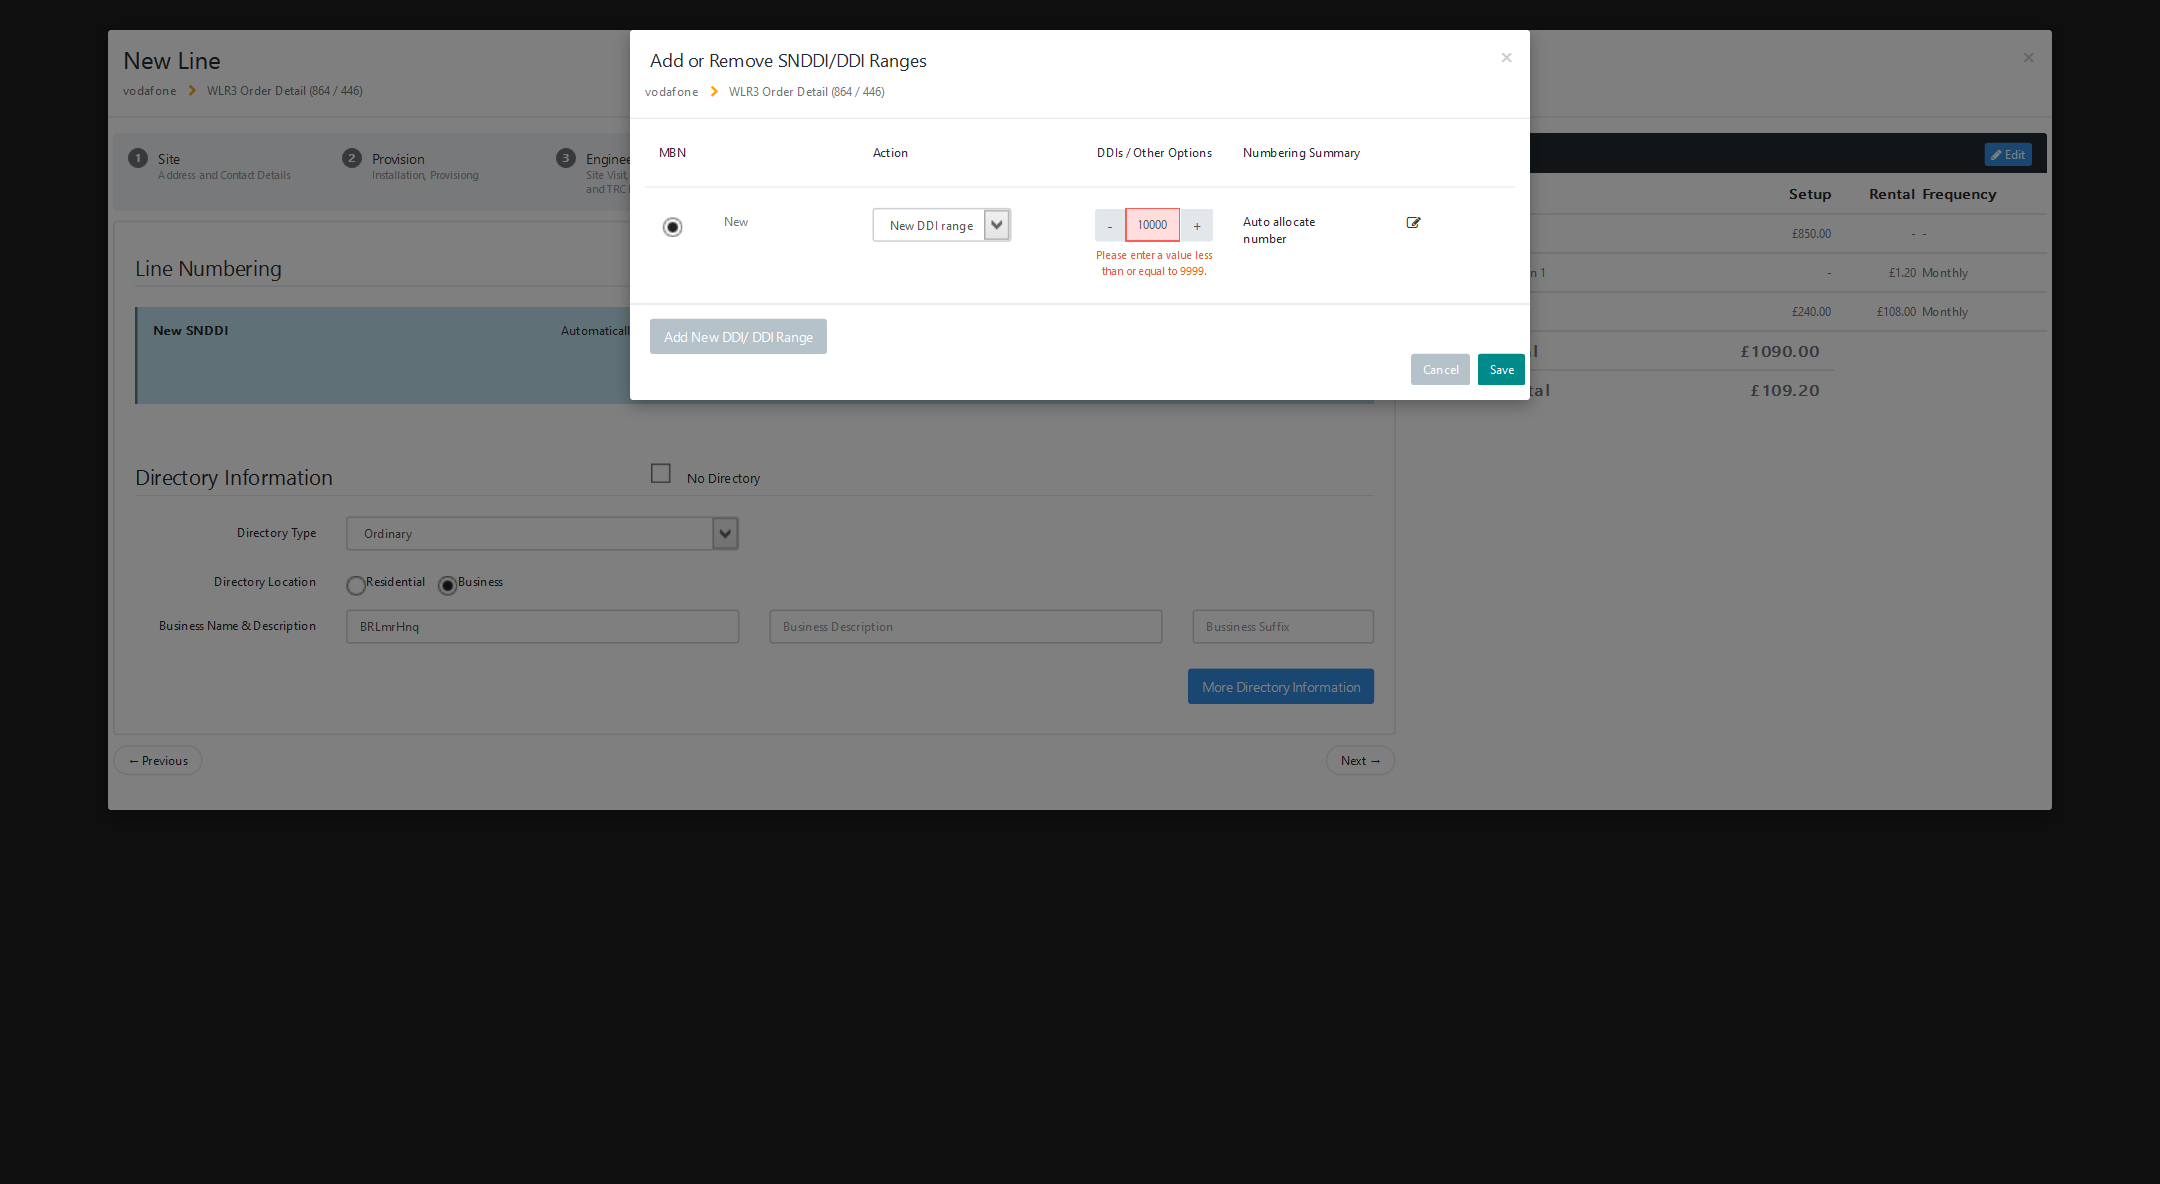 New Line
vodafone WLR3 Order Detail (864 / 446)
×
1 Site
Address and Contact Details
2 Provision
Installation, Provisiong
3
Site Visit,
and TRC
Add or Remove SNDDI/DDI Ranges
×
vodafone WLR3 Order Detail (864 / 446)
MBN Action DDIs / Other Options Numbering Summary
New New DDI range - 10000 + Auto allocate
number
Please enter a value less
than or equal to 9999.
Add New DDI/ DDI Range
Cancel Save
Edit
Setup Rental Frequency
£850.00 - -
n 1 - £1.20 Monthly
£240.00 £108.00 Monthly
£1090.00
£109.20
Line Numbering
New SNDDI
Directory Information No Directory
Directory Type Ordinary
Directory Location Residential Business
Business Name & Description BRLmrHnq Business Description Bussiness Suffix
More Directory Information
← Previous Next →